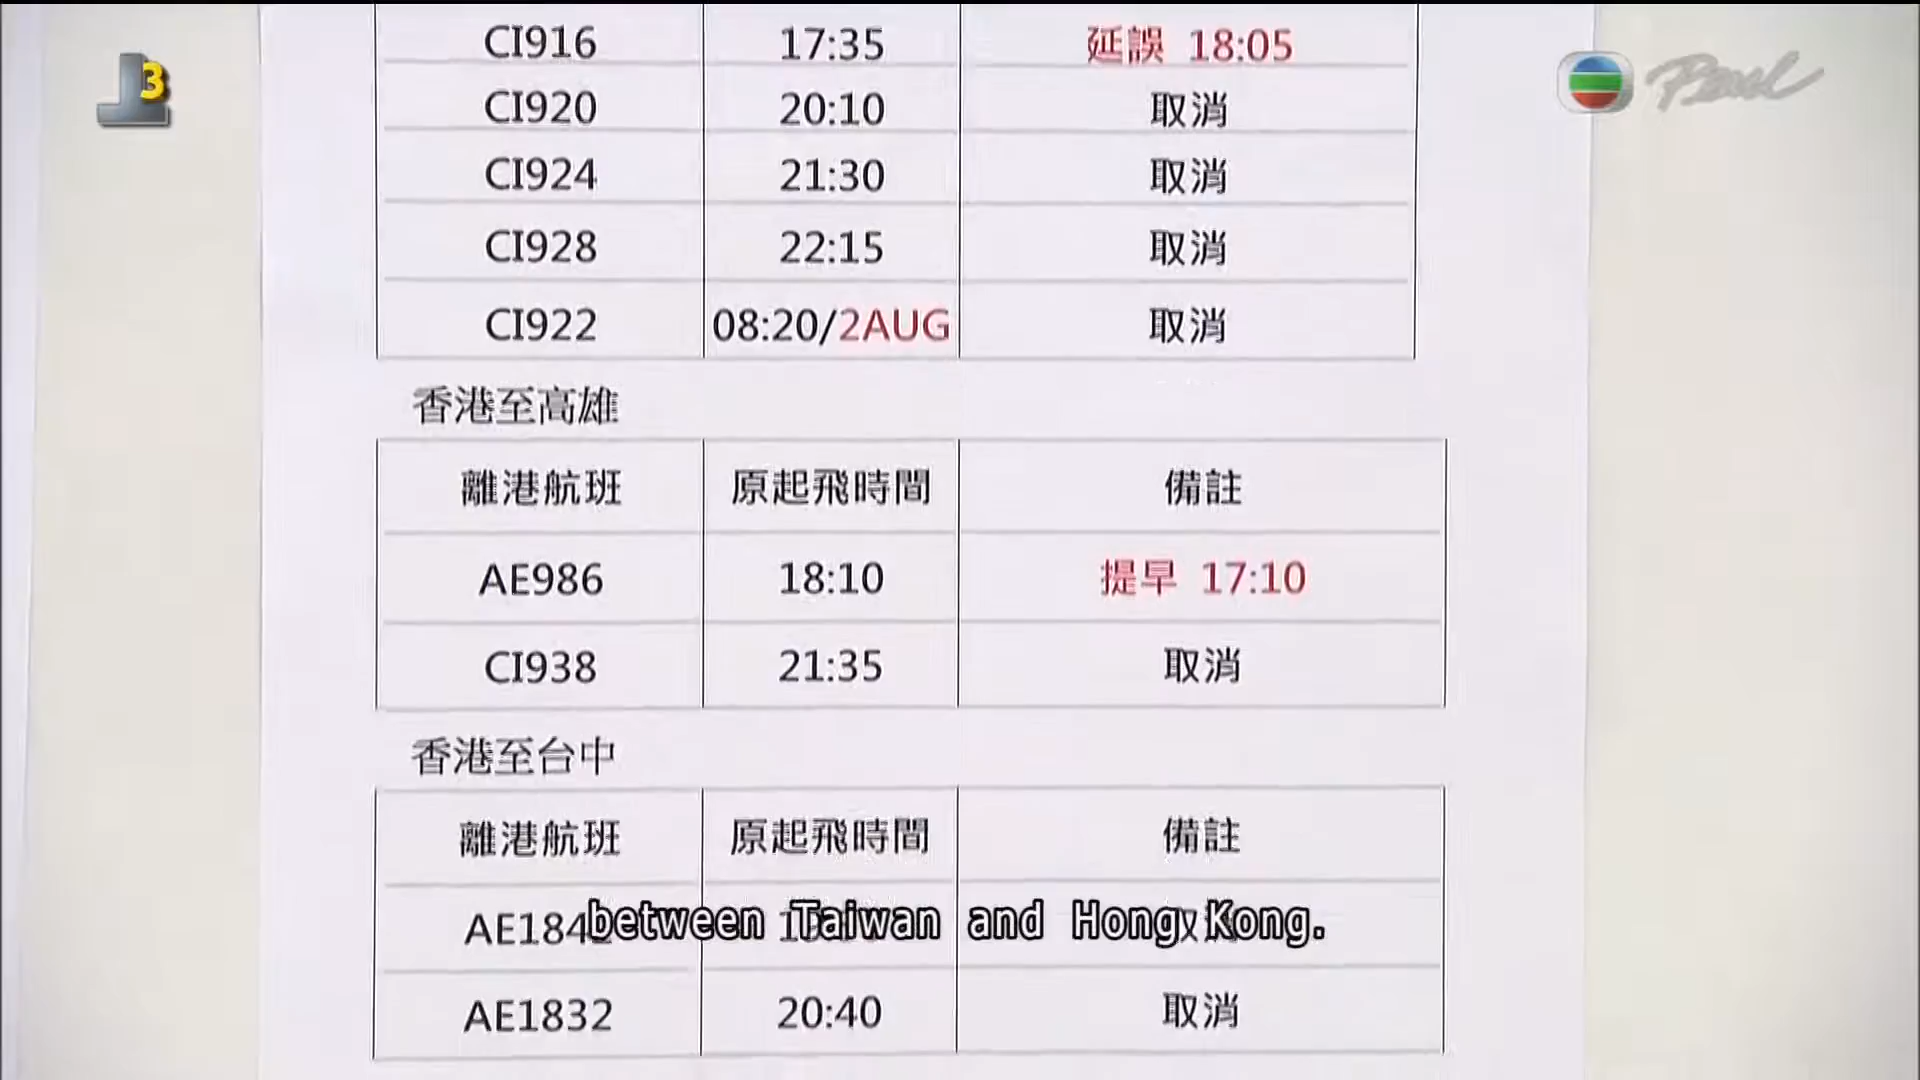 3
Pearl
CI916 17:35 延誤 18:05
CI920 20:10 取消
CI924 21:30 取消
CI928 22:15 取消
CI922 08:20/2AUG 取消
香港至高雄
離港航班 原起飛時間 備註
AE986 18:10 提早 17:10
CI938 21:35 取消
香港至台中
離港航班 原起飛時間 備註
between Taiwan and Hong Kong.
AE1832 20:40 取消